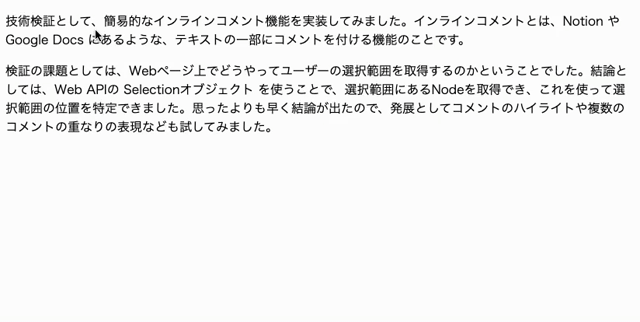 技術検証として、簡易的なインラインコメント機能を実装してみました。インラインコメントとは、Notion や
Google Docs にあるような、テキストの一部にコメントを付ける機能のことです。
検証の課題としては、Webページ上でどうやってユーザーの選択範囲を取得するのかということでした。結論と
しては、Web APIの Selectionオブジェクト を使うことで、選択範囲にあるNodeを取得でき、これを使って選
択範囲の位置を特定できました。思ったよりも早く結論が出たので、発展としてコメントのハイライトや複数の
コメントの重なりの表現なども試してみました。